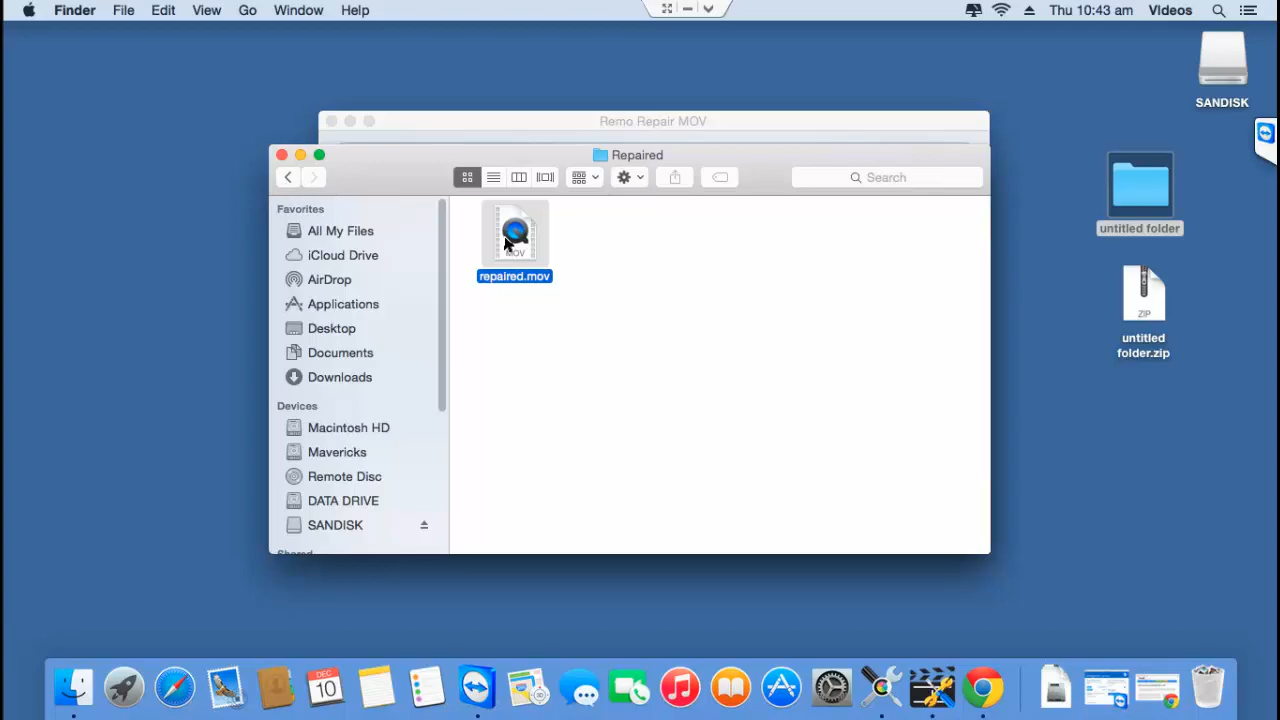 Finder File Edit View Go Window Help Thu 10:43 am Videos
SANDISK
Remo Repair MOV
Repaired
Search
Favorites
All My Files
iCloud Drive
AirDrop
Applications
Desktop
Documents
Downloads
Devices
Macintosh HD
Mavericks
Remote Disc
DATA DRIVE
SANDISK
Shared
MOV
repaired.mov
untitled folder
ZIP
untitled
folder.zip
DEC
10